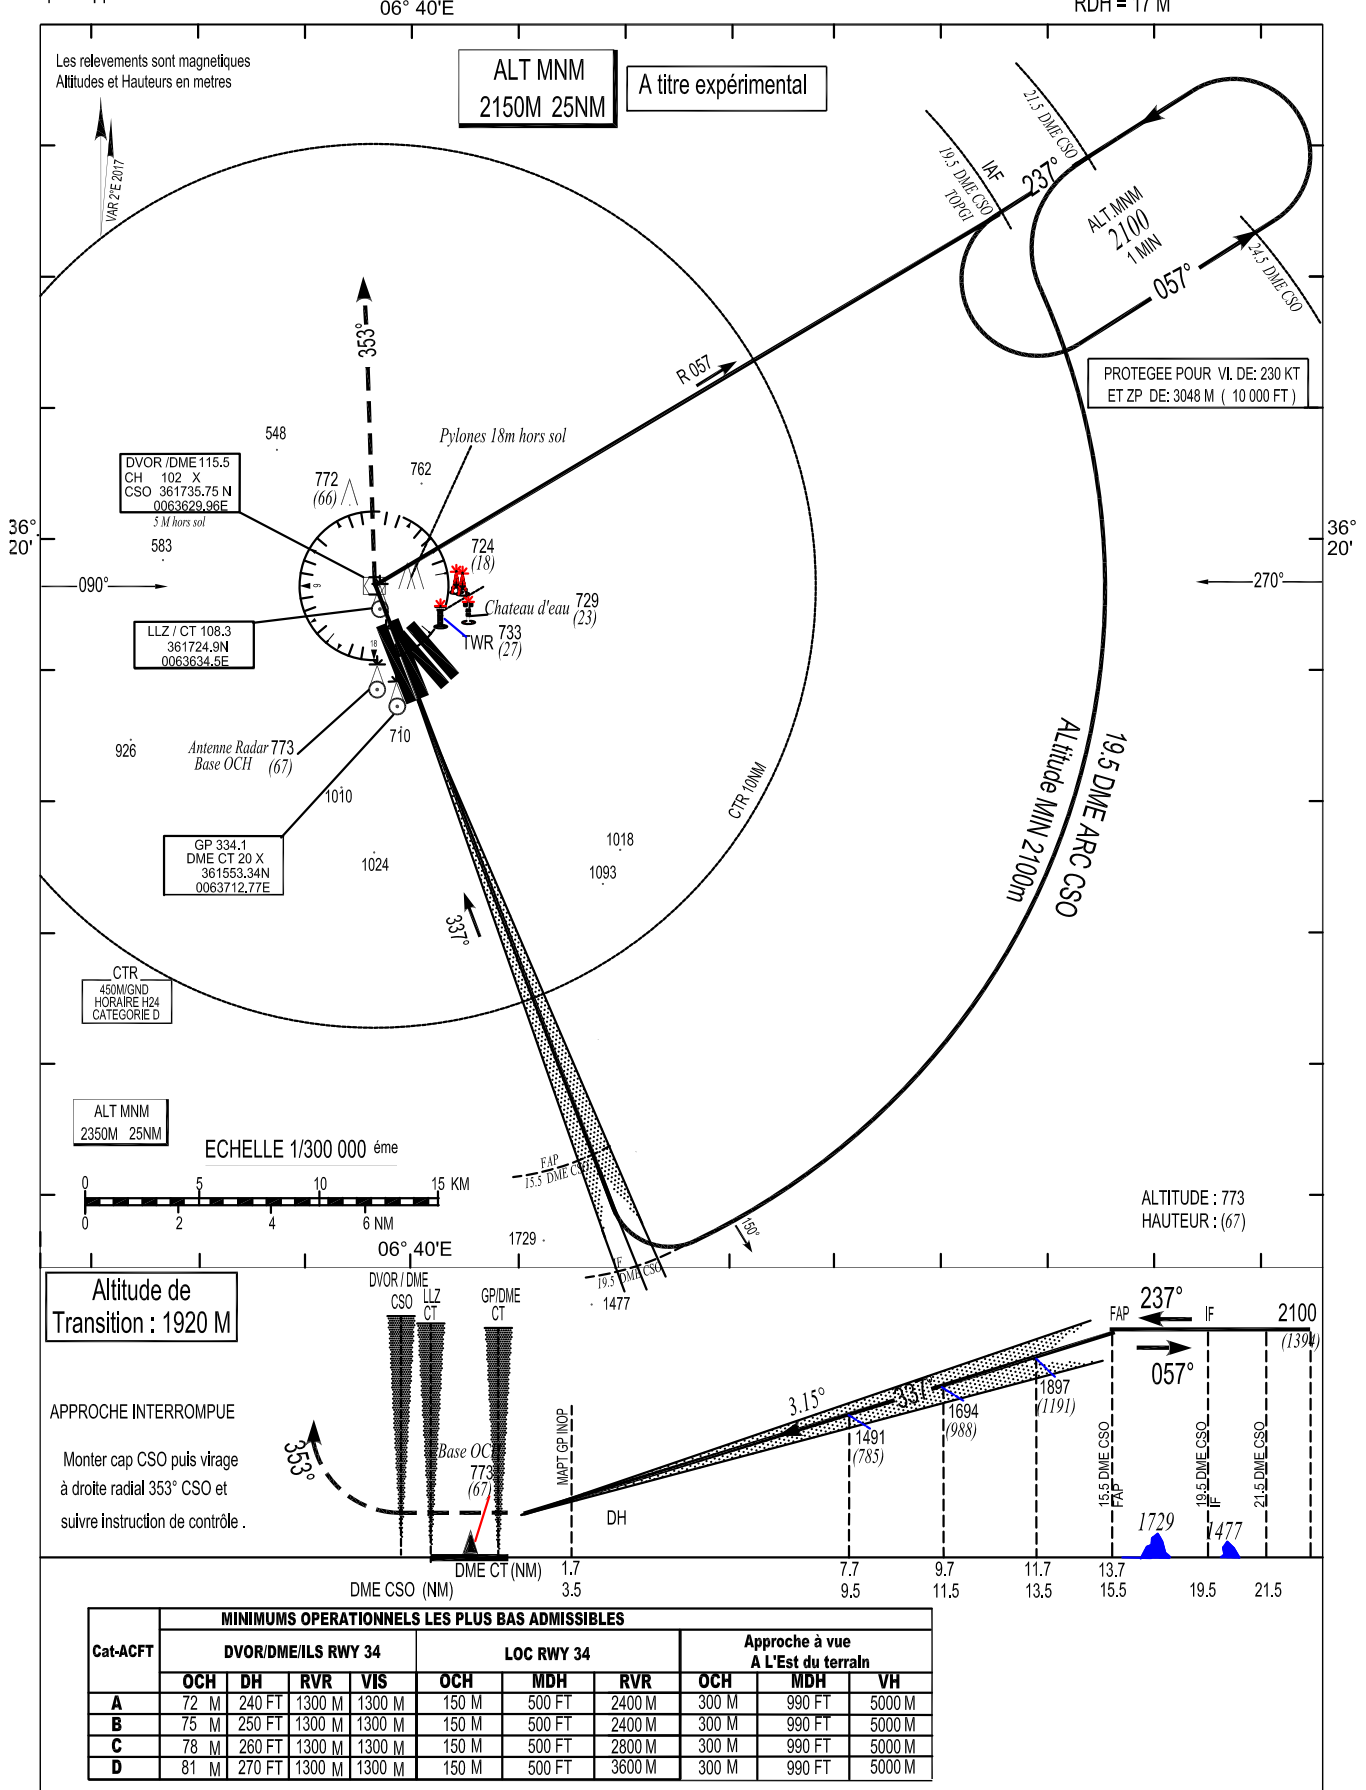 06° 40'E
RDH = 17 M
Les relevements sont magnetiques
Altitudes et Hauteurs en metres
VAR 2°E 2017
ALT MNM
2150M 25NM
A titre expérimental
21.5 DME CSO
19.5 DME CSO
TOPGI
IAF
237°
ALT.MNM
2100
1 MIN
057°
24.5 DME CSO
PROTEGEE POUR VI. DE: 230 KT
ET ZP DE: 3048 M ( 10 000 FT )
353°
R 057
548
Pylones 18m hors sol
762
772
(66)
DVOR /DME 115.5
CH 102 X
CSO 361735.75 N
0063629.96E
5 M hors sol
583
36°
20'
36°
20'
724
(18)
090°
270°
9
18
Chateau d'eau
729
(23)
TWR
733
(27)
LLZ / CT 108.3
361724.9N
0063634.5E
710
926
Antenne Radar 773
Base OCH (67)
1010
CTR 10NM
19.5 DME ARC CSO
ALtitude MIN 2100m
GP 334.1
DME CT 20 X
361553.34N
0063712.77E
1024
1018
1093
337°
CTR
450M/GND
HORAIRE H24
CATEGORIE D
ALT MNM
2350M 25NM
ECHELLE 1/300 000 éme
0 5 10 15 KM
0 2 4 6 NM
FAP
15.5 DME CSO
150°
ALTITUDE : 773
HAUTEUR : (67)
1729
IF
19.5 DME CSO
1477
06° 40'E
Altitude de
Transition : 1920 M
DVOR / DME
CSO
LLZ
CT
GP/DME
CT
FAP
237°
IF
2100
(1394)
057°
APPROCHE INTERROMPUE
Monter cap CSO puis virage
à droite radial 353° CSO et
suivre instruction de contrôle .
353°
Base OCH
773
(67)
MAPT GP INOP
DH
3.15°
337°
1491
(785)
1694
(988)
1897
(1191)
15.5 DME CSO
FAP
19.5 DME CSO
IF
21.5 DME CSO
1729
1477
DME CT (NM) 1.7 7.7 9.7 11.7 13.7
DME CSO (NM) 3.5 9.5 11.5 13.5 15.5 19.5 21.5
MINIMUMS OPERATIONNELS LES PLUS BAS ADMISSIBLES
Cat-ACFT DVOR/DME/ILS RWY 34 LOC RWY 34 Approche à vue
A L'Est du terrain
OCH DH RVR VIS OCH MDH RVR OCH MDH VH
A 72 M 240 FT 1300 M 1300 M 150 M 500 FT 2400 M 300 M 990 FT 5000 M
B 75 M 250 FT 1300 M 1300 M 150 M 500 FT 2400 M 300 M 990 FT 5000 M
C 78 M 260 FT 1300 M 1300 M 150 M 500 FT 2800 M 300 M 990 FT 5000 M
D 81 M 270 FT 1300 M 1300 M 150 M 500 FT 3600 M 300 M 990 FT 5000 M